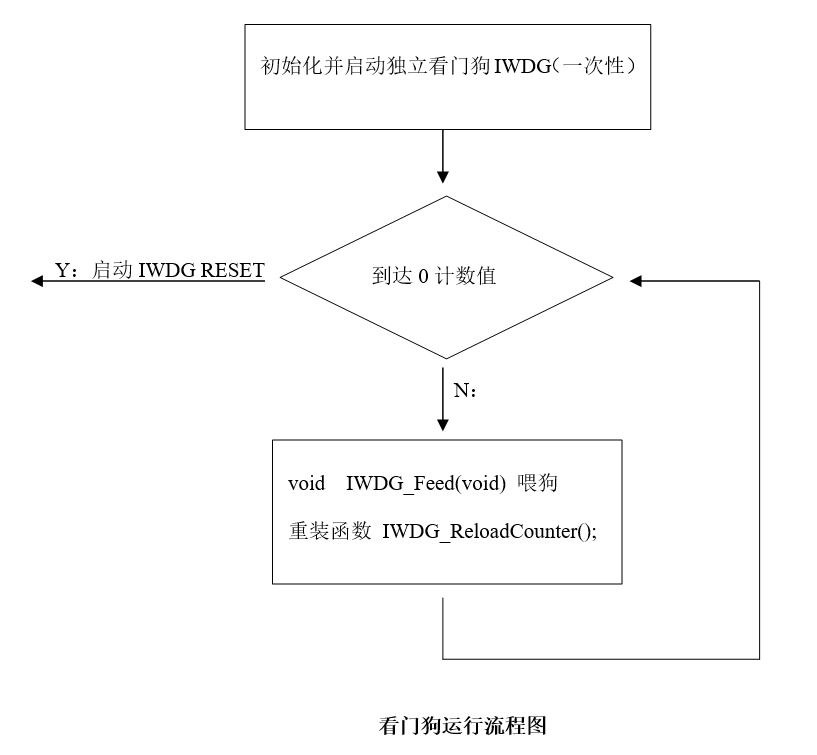 初始化并启动独立看门狗IWDG（一次性）
到达 0 计数值
Y：启动 IWDG RESET
N：
void IWDG_Feed(void) 喂狗
重装函数 IWDG_ReloadCounter();
看门狗运行流程图